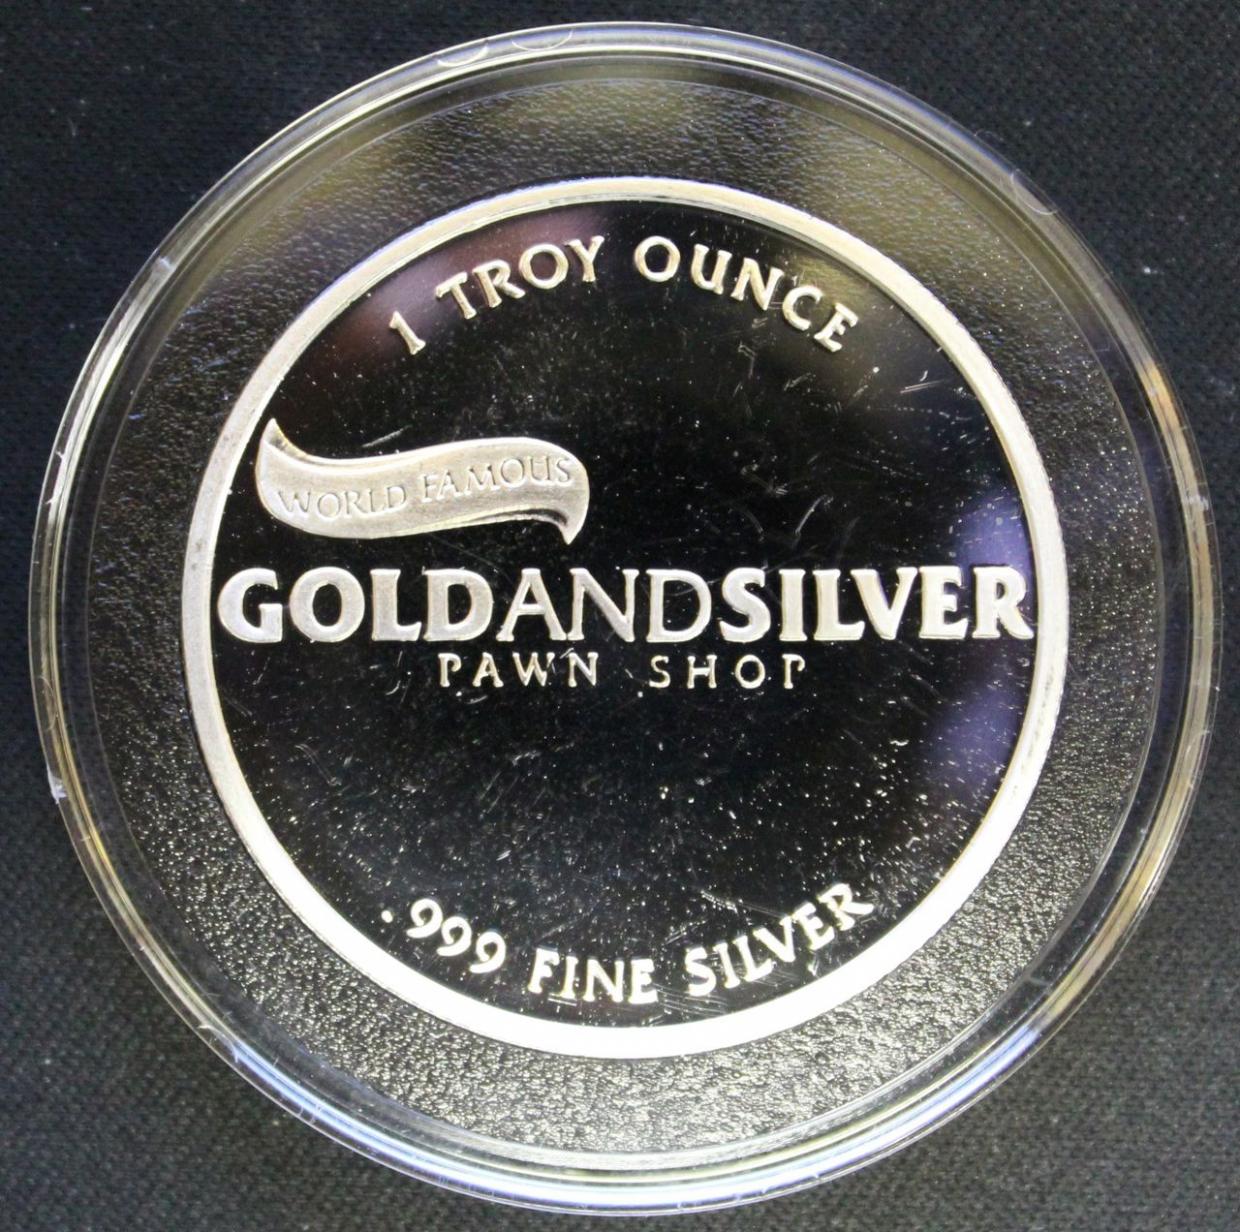 1 TROY OUNCE
WORLD FAMOUS
GOLDANDSILVER
PAWN SHOP
.999 FINE SILVER